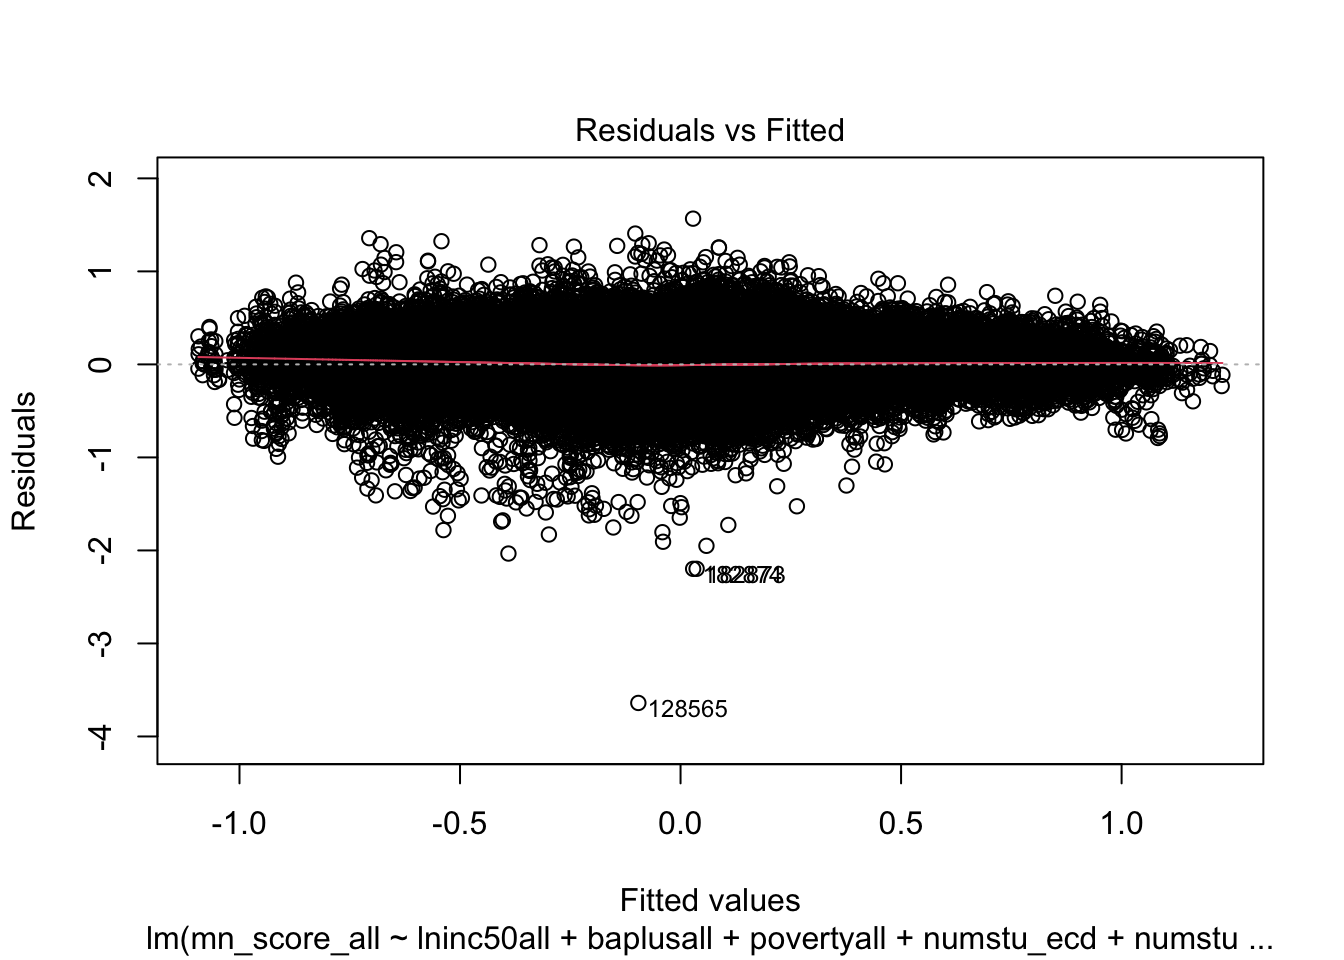 Residuals vs Fitted
2
1
0
-1
-2
-3
-4
Residuals
128565
-1.0 -0.5 0.0 0.5 1.0
Fitted values
lm(mn_score_all ~ lninc50all + baplusall + povertyall + numstu_ecd + numstu ...